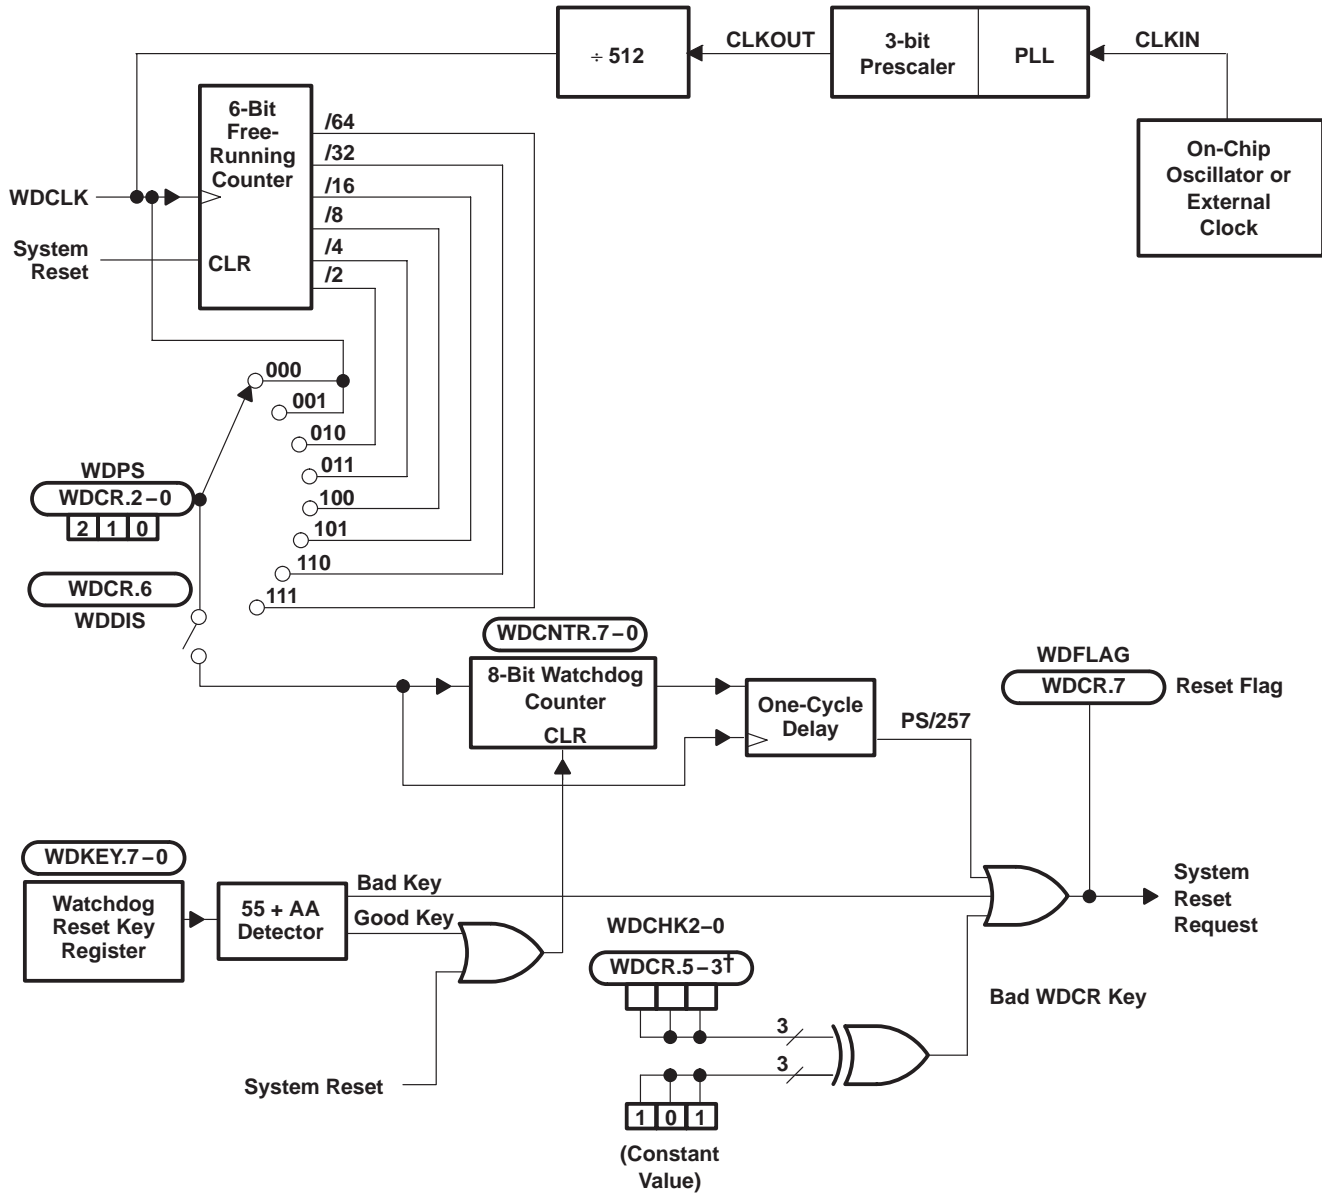 ÷ 512
CLKOUT
3-bit
Prescaler
PLL
CLKIN
On-Chip
Oscillator or
External
Clock
6-Bit
Free-
Running
Counter
CLR
/64
/32
/16
/8
/4
/2
WDCLK
System
Reset
000
001
010
011
100
101
110
111
WDPS
WDCR.2–0
2 1 0
WDCR.6
WDDIS
WDCNTR.7–0
8-Bit Watchdog
Counter
CLR
One-Cycle
Delay
PS/257
WDFLAG
WDCR.7
Reset Flag
WDKEY.7–0
Watchdog
Reset Key
Register
55 + AA
Detector
Bad Key
Good Key
System Reset
WDCHK2–0
WDCR.5–3†
3
3
1 0 1
(Constant
Value)
Bad WDCR Key
System
Reset
Request